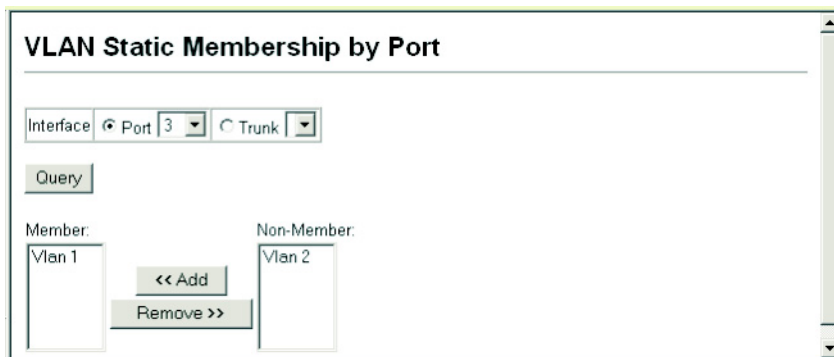 VLAN Static Membership by Port
Interface Port 3 Trunk
Query
Member: Non-Member:
Vlan 1 Vlan 2
<< Add
Remove >>